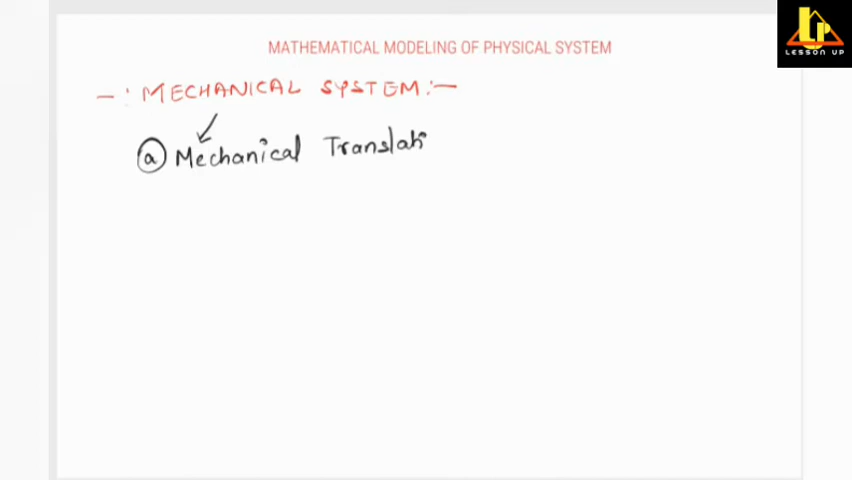 LESSON UP
MATHEMATICAL MODELING OF PHYSICAL SYSTEM
- : MECHANICAL SYSTEM : -
(a) Mechanical Translati